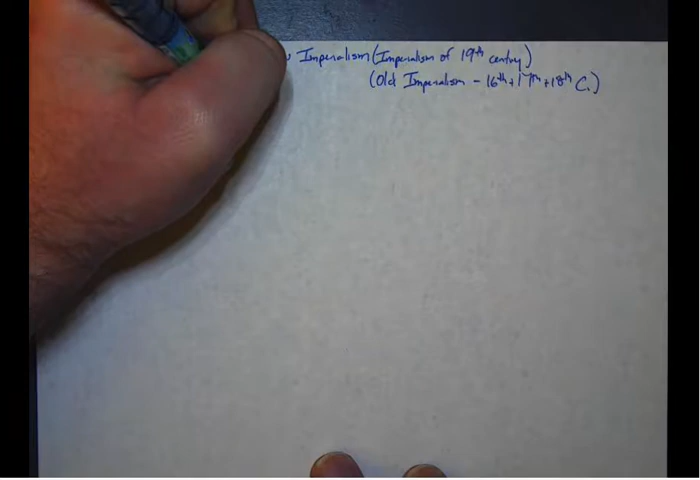 Imperialism (Imperialism of 19th century)
(Old Imperialism - 16th + 17th + 18th C.)